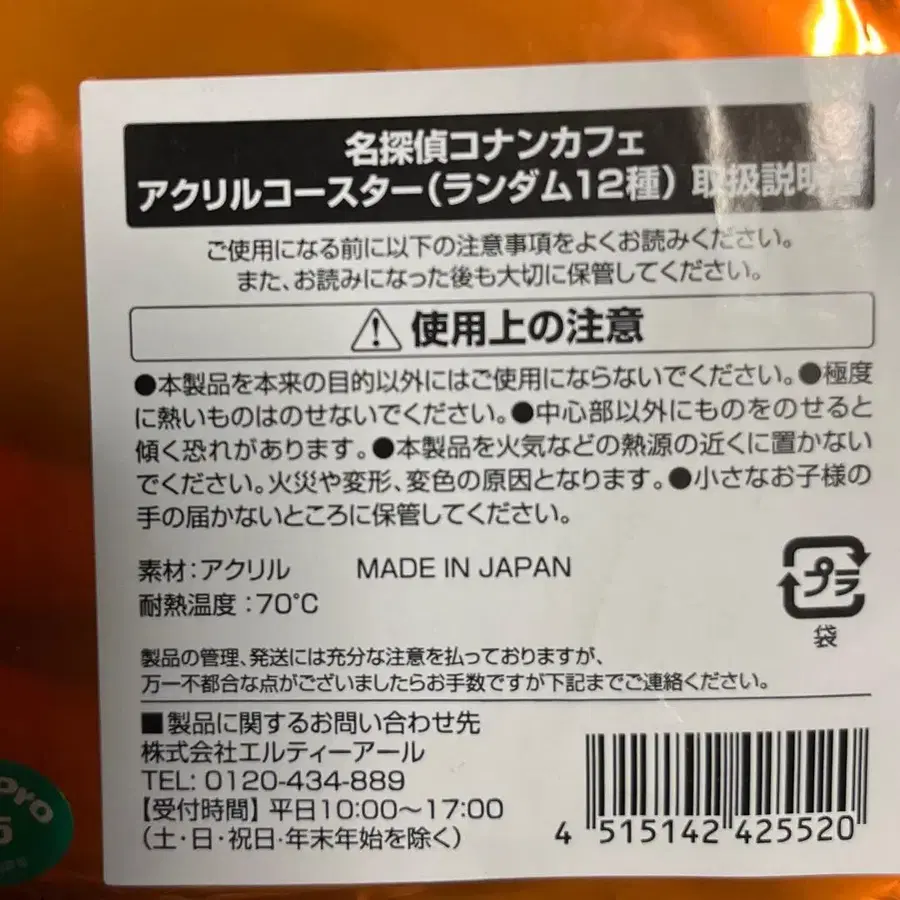 名探偵コナンカフェ
アクリルコースター(ランダム12種) 取扱説明書
ご使用になる前に以下の注意事項をよくお読みください。
また、お読みになった後も大切に保管してください。
使用上の注意
●本製品を本来の目的以外にはご使用にならないでください。●極度
に熱いものはのせないでください。●中心部以外にものをのせると
傾く恐れがあります。●本製品を火気などの熱源の近くに置かない
でください。火災や変形、変色の原因となります。●小さなお子様の
手の届かないところに保管してください。
素材:アクリル MADE IN JAPAN
耐熱温度:70℃
プラ
袋
製品の管理、発送には充分な注意を払っておりますが、
万一不都合な点がございましたらお手数ですが下記までご連絡ください。
■製品に関するお問い合わせ先
株式会社エルティーアール
TEL: 0120-434-889
【受付時間】平日10:00〜17:00
(土・日・祝日・年末年始を除く)
4 515142 425520